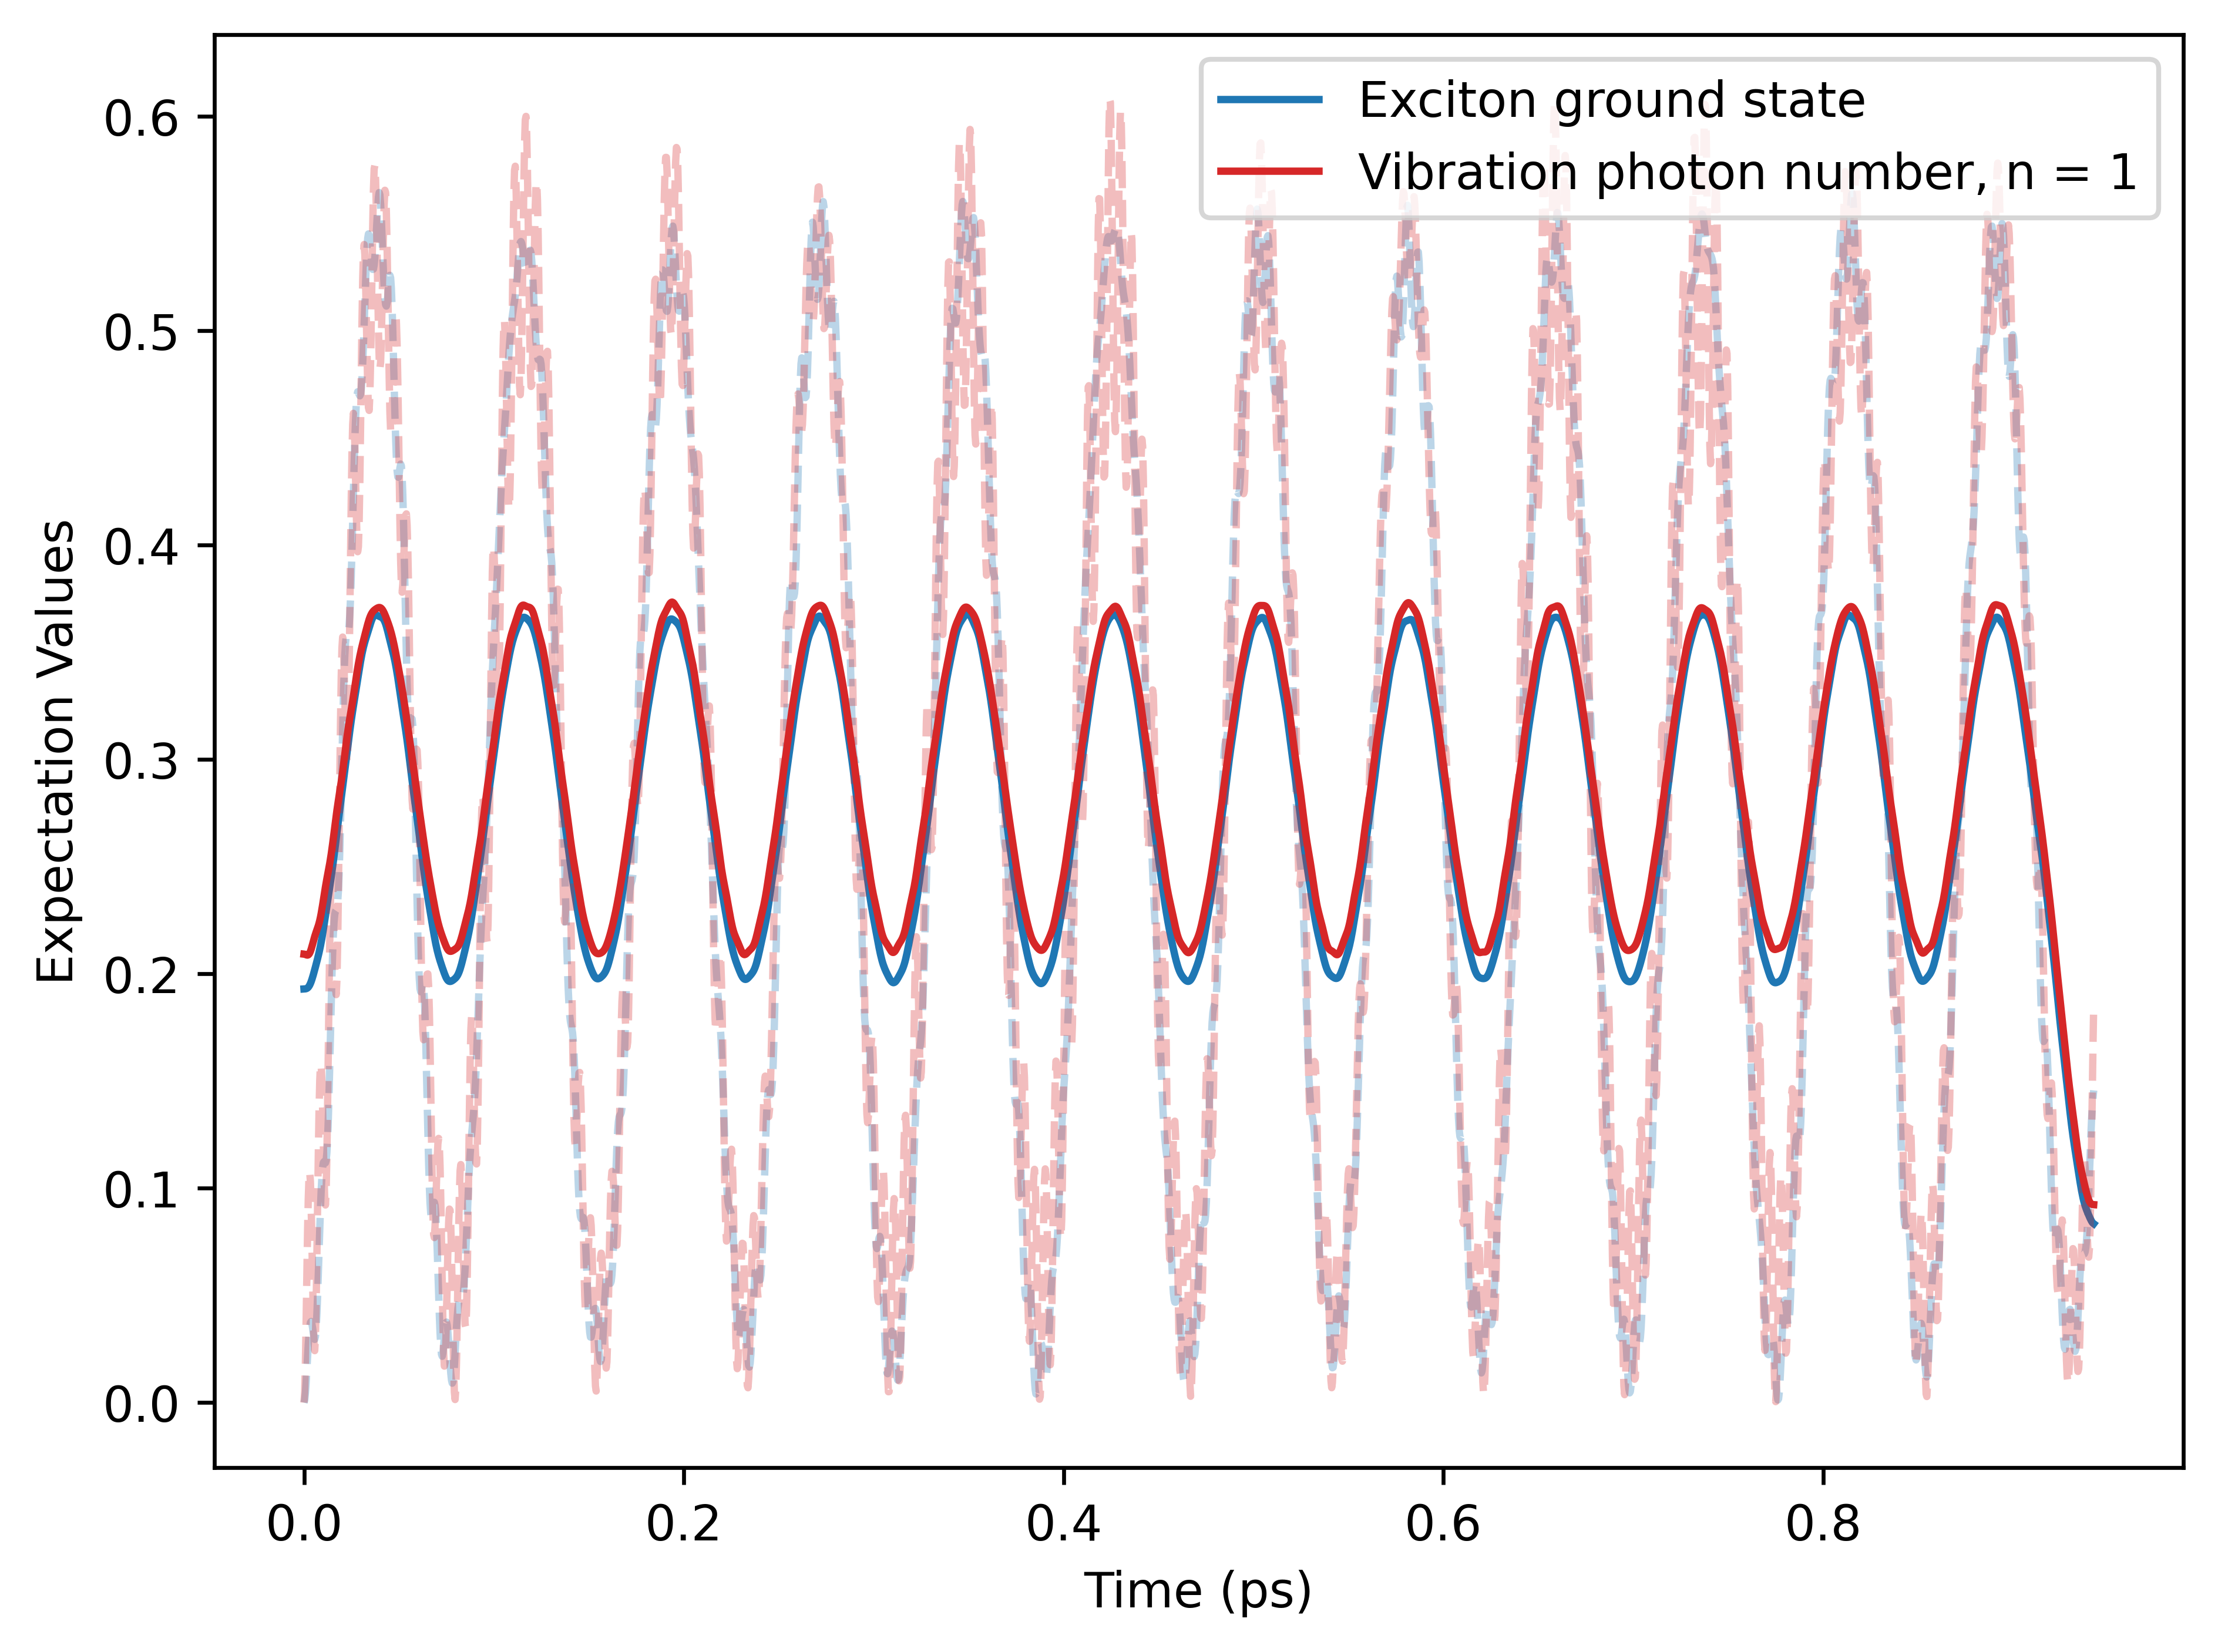 Exciton ground state
Vibration photon number, n = 1
0.6
0.5
0.4
0.3
0.2
0.1
0.0
Expectation Values
0.0 0.2 0.4 0.6 0.8
Time (ps)